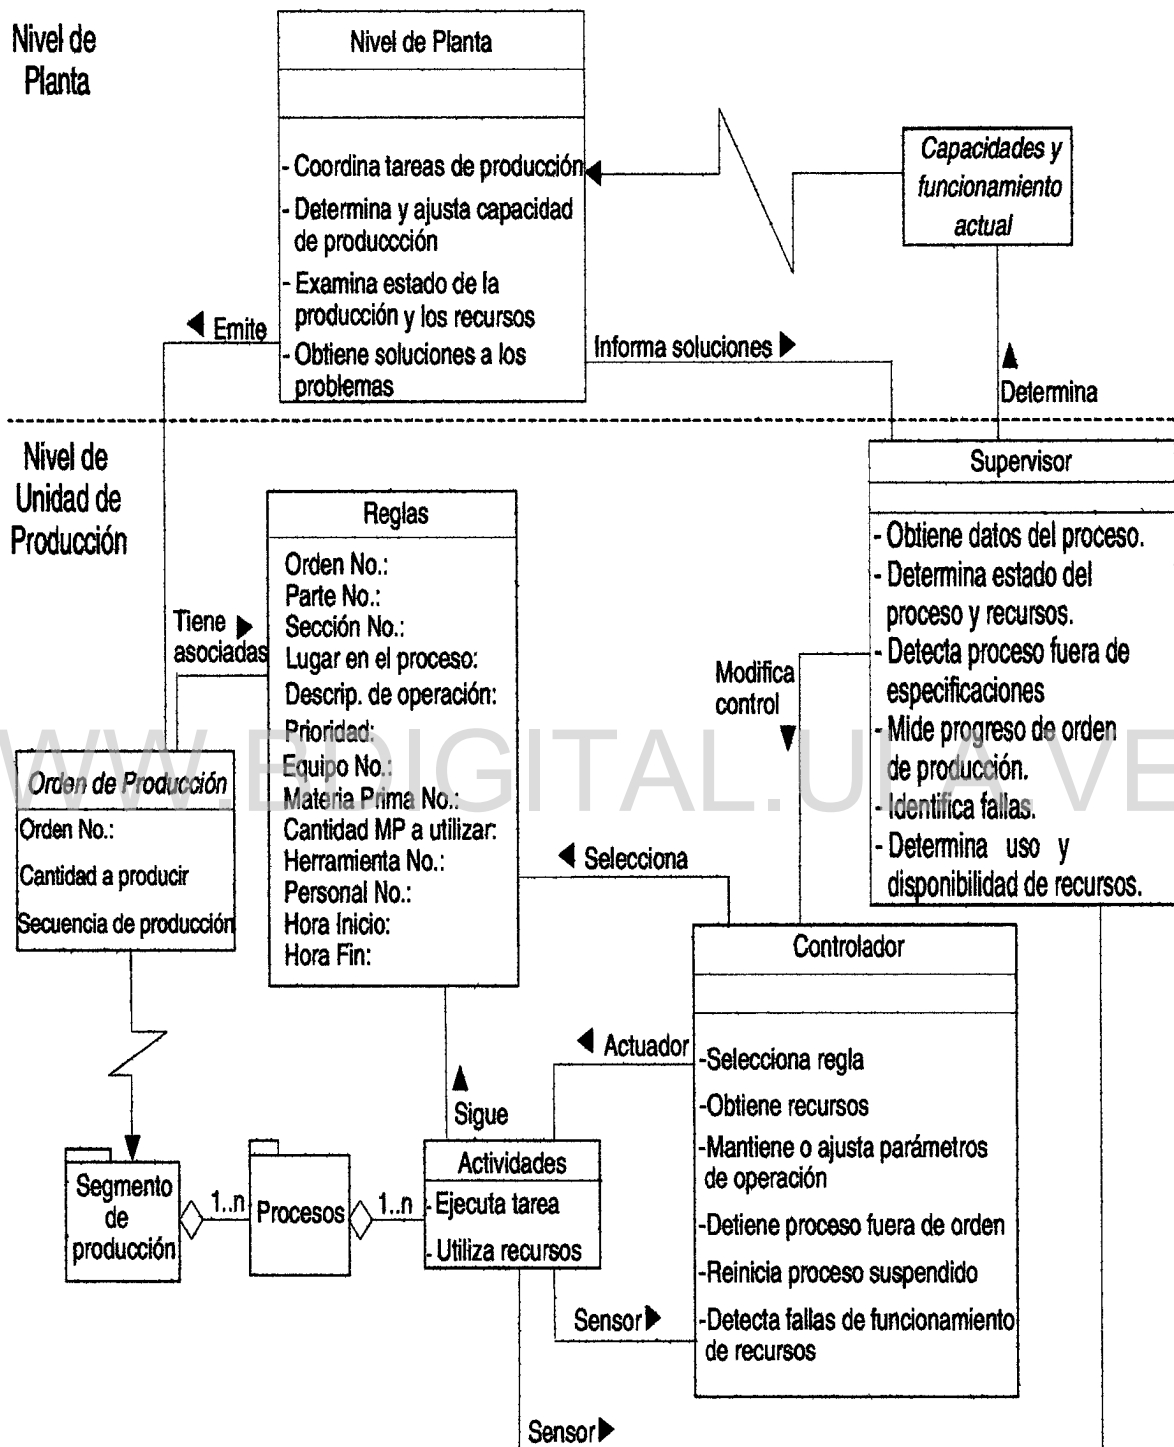 Nivel de
Planta
Nivel de Planta
- Coordina tareas de producción
- Determina y ajusta capacidad
de produccción
- Examina estado de la
producción y los recursos
- Obtiene soluciones a los
problemas
Capacidades y
funcionamiento
actual
Emite
Informa soluciones
Determina
Nivel de
Unidad de
Producción
Supervisor
- Obtiene datos del proceso.
- Determina estado del
proceso y recursos.
- Detecta proceso fuera de
especificaciones
- Mide progreso de orden
de producción.
- Identifica fallas.
- Determina uso y
disponibilidad de recursos.
Reglas
Orden No.:
Parte No.:
Sección No.:
Lugar en el proceso:
Descrip. de operación:
Prioridad:
Equipo No.:
Materia Prima No.:
Cantidad MP a utilizar:
Herramienta No.:
Personal No.:
Hora Inicio:
Hora Fin:
Tiene
asociadas
Modifica
control
WW.BDIGITAL.ULA.VE
Orden de Producción
Orden No.:
Cantidad a producir
Secuencia de producción
Selecciona
Controlador
-Selecciona regla
-Obtiene recursos
-Mantiene o ajusta parámetros
de operación
-Detiene proceso fuera de orden
-Reinicia proceso suspendido
-Detecta fallas de funcionamiento
de recursos
Actuador
Sigue
Segmento
de
producción
1..n
Procesos
1..n
Actividades
- Ejecuta tarea
- Utiliza recursos
Sensor
Sensor